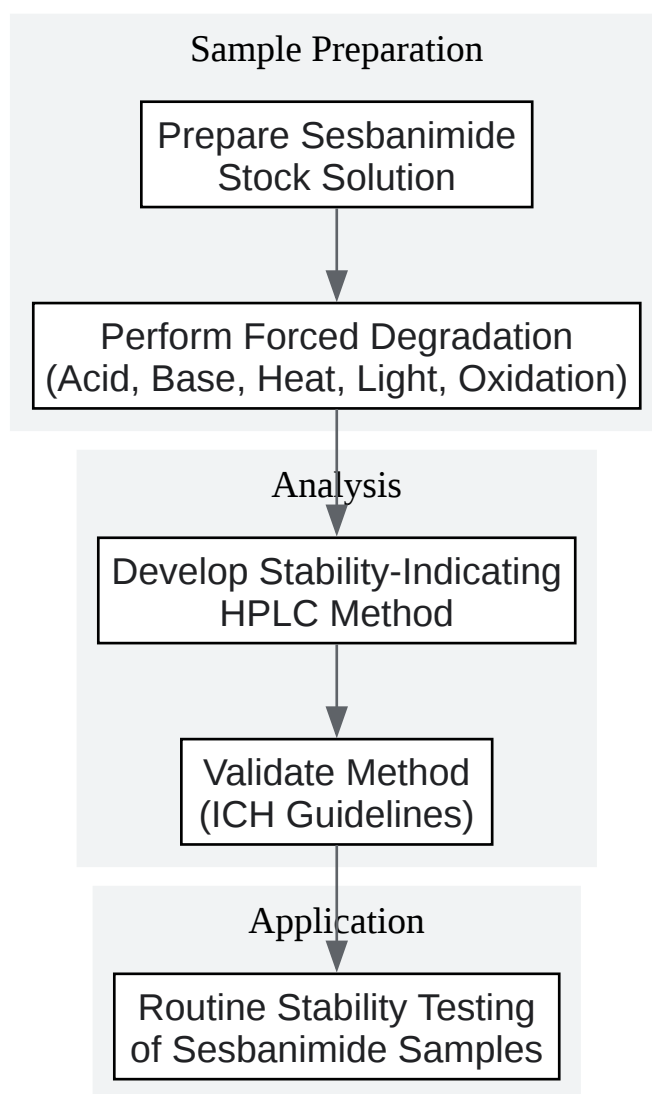 Sample Preparation
Prepare Sesbanimide
Stock Solution
Perform Forced Degradation
(Acid, Base, Heat, Light, Oxidation)
Analysis
Develop Stability-Indicating
HPLC Method
Validate Method
(ICH Guidelines)
Application
Routine Stability Testing
of Sesbanimide Samples